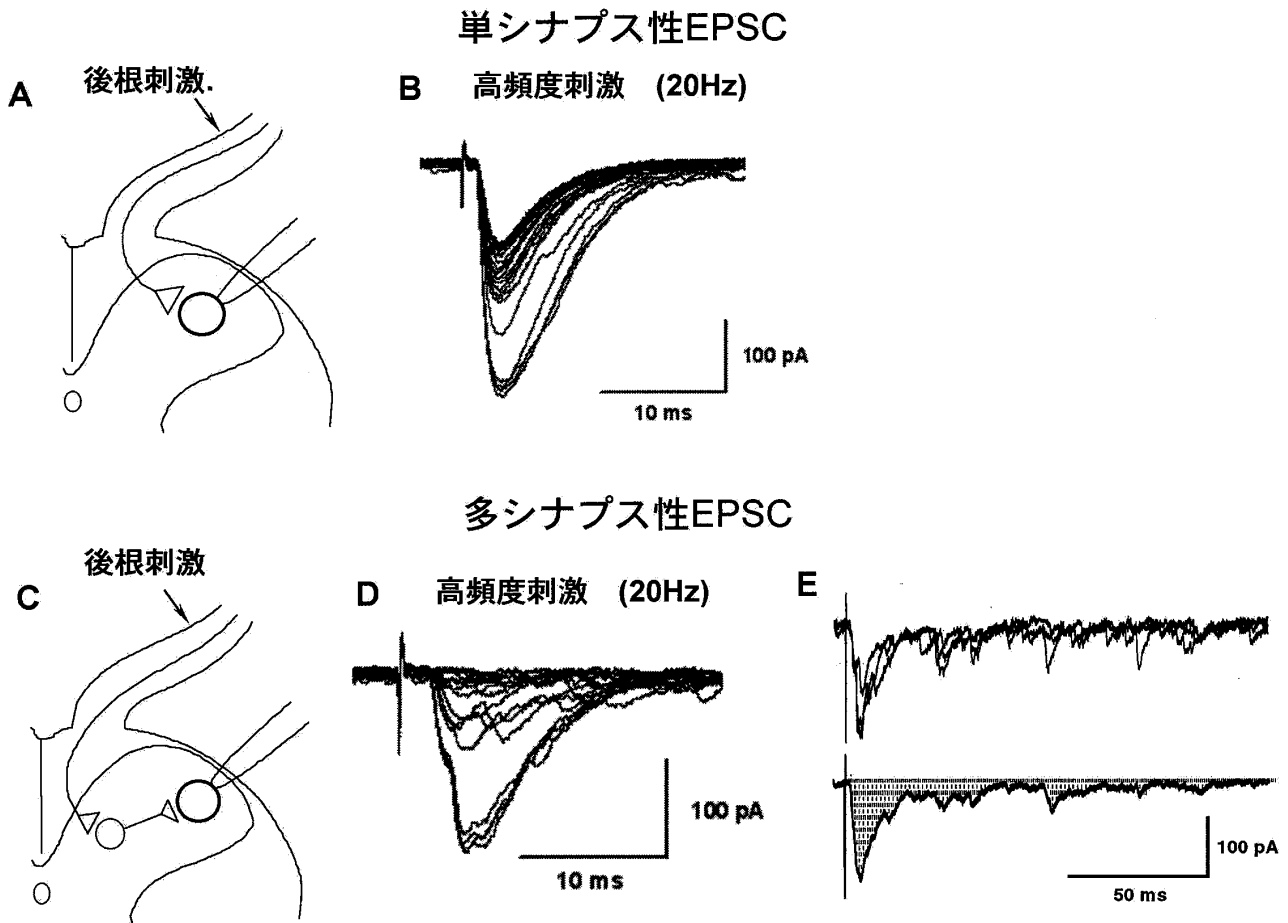 単シナプス性EPSC
A
後根刺激.
B
高頻度刺激 (20Hz)
100 pA
10 ms
多シナプス性EPSC
C
後根刺激
D
高頻度刺激 (20Hz)
100 pA
10 ms
E
100 pA
50 ms